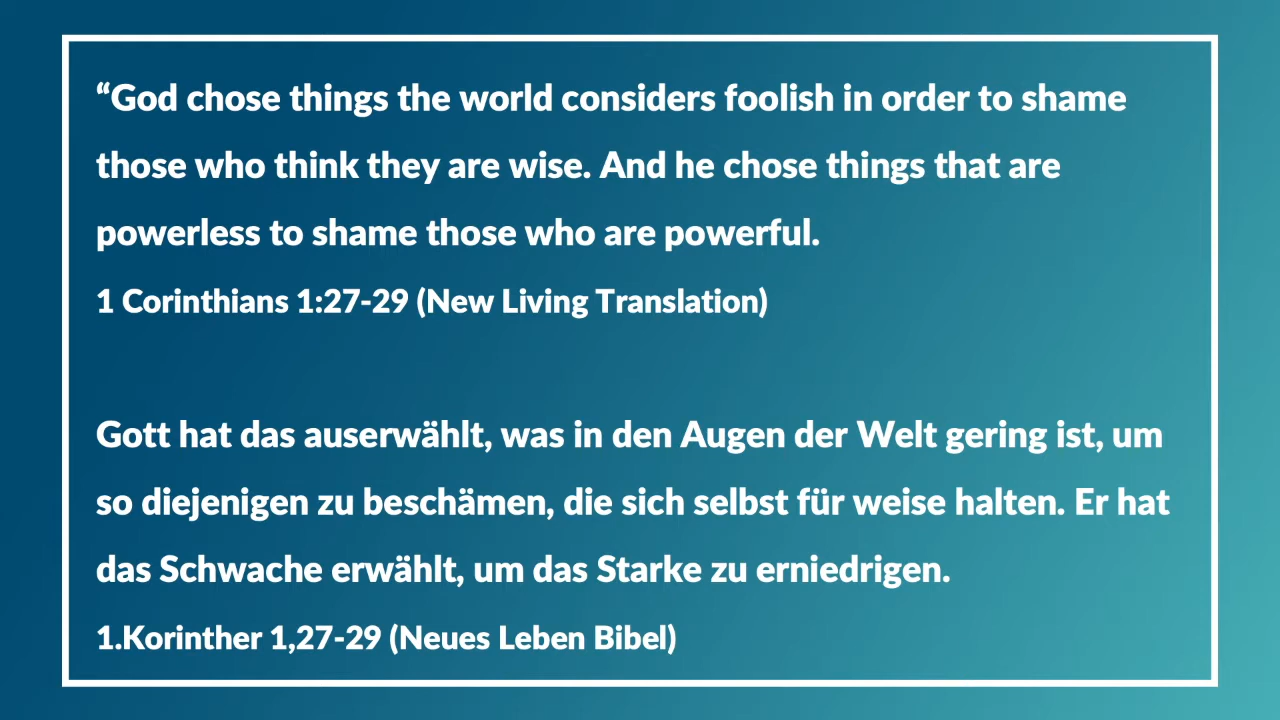 “God chose things the world considers foolish in order to shame
those who think they are wise. And he chose things that are
powerless to shame those who are powerful.
1 Corinthians 1:27-29 (New Living Translation)
Gott hat das auserwählt, was in den Augen der Welt gering ist, um
so diejenigen zu beschämen, die sich selbst für weise halten. Er hat
das Schwache erwählt, um das Starke zu erniedrigen.
1.Korinther 1,27-29 (Neues Leben Bibel)